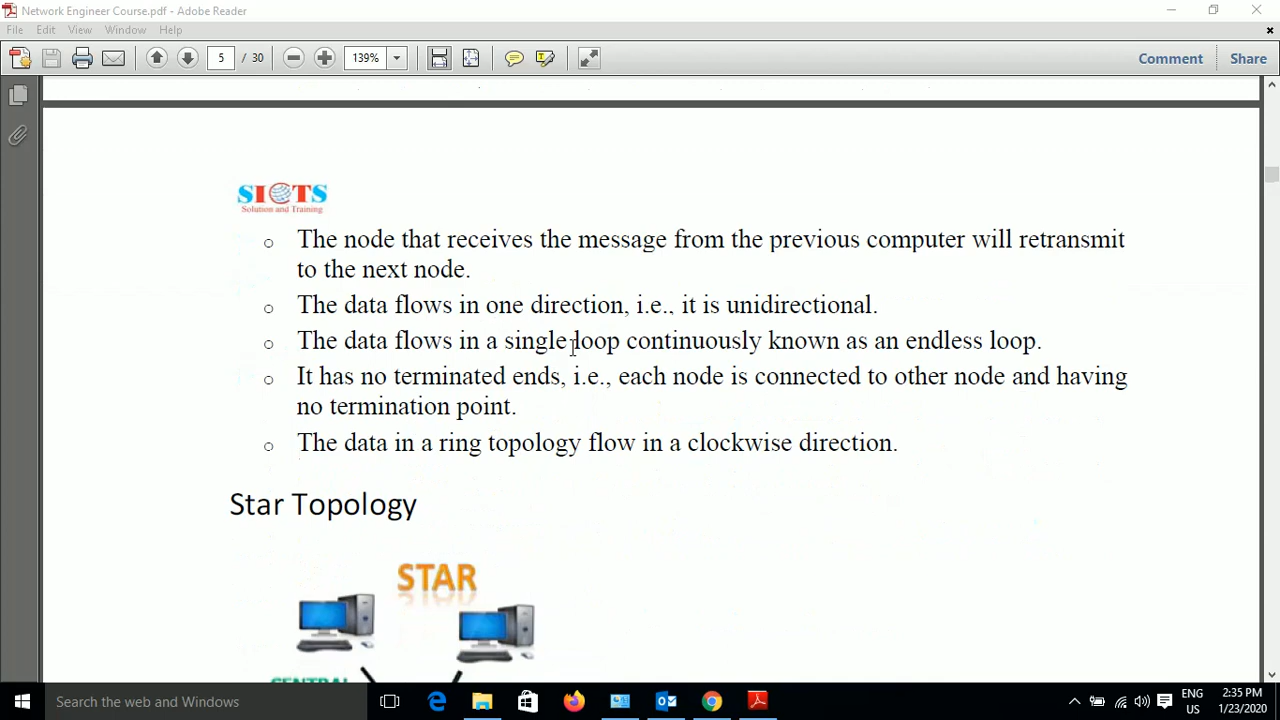 Network Engineer Course.pdf - Adobe Reader
File Edit View Window Help
5 / 30 139% Comment Share
SICTS
Solution and Training
o The node that receives the message from the previous computer will retransmit
to the next node.
o The data flows in one direction, i.e., it is unidirectional.
o The data flows in a single loop continuously known as an endless loop.
o It has no terminated ends, i.e., each node is connected to other node and having
no termination point.
o The data in a ring topology flow in a clockwise direction.
Star Topology
STAR
CENTRAL
Search the web and Windows
ENG 2:35 PM
US 1/23/2020